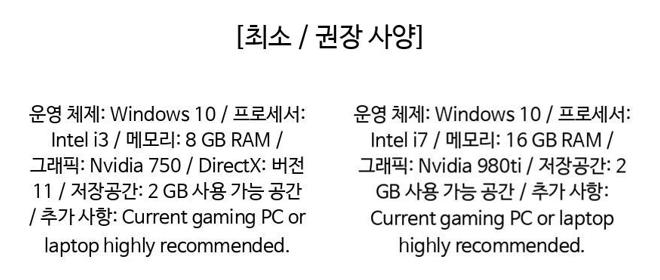 [최소 / 권장 사양]
운영 체제: Windows 10 / 프로세서:
Intel i3 / 메모리: 8 GB RAM /
그래픽: Nvidia 750 / DirectX: 버전
11 / 저장공간: 2 GB 사용 가능 공간
/ 추가 사항: Current gaming PC or
laptop highly recommended.
운영 체제: Windows 10 / 프로세서:
Intel i7 / 메모리: 16 GB RAM /
그래픽: Nvidia 980ti / 저장공간: 2
GB 사용 가능 공간 / 추가 사항:
Current gaming PC or laptop
highly recommended.